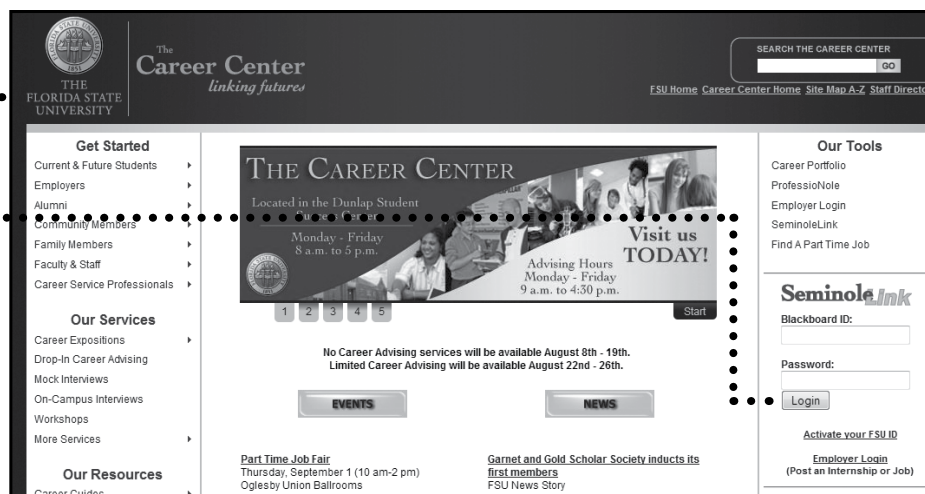 THE
FLORIDA STATE
UNIVERSITY
The
Career Center
linking futures
SEARCH THE CAREER CENTER
GO
FSU Home Career Center Home Site Map A-Z Staff
Get Started
Current & Future Students
Employers
Alumni
Community Members
Family Members
Faculty & Staff
Career Service Professionals
Our Services
Career Expositions
Drop-In Career Advising
Mock Interviews
On-Campus Interviews
Workshops
More Services
Our Resources
Career Guides
THE CAREER CENTER
Located in the Dunlap Student
Success Center
Monday - Friday
8 a.m. to 5 p.m.
Visit us
TODAY!
Advising Hours
Monday - Friday
9 a.m. to 4:30 p.m.
1 2 3 4 5
Start
No Career Advising services will be available August 8th - 19th.
Limited Career Advising will be available August 22nd - 26th.
EVENTS
NEWS
Part Time Job Fair
Thursday, September 1 (10 am-2 pm)
Oglesby Union Ballrooms
Garnet and Gold Scholar Society inducts its
first members
FSU News Story
Our Tools
Career Portfolio
ProfessioNole
Employer Login
SeminoleLink
Find A Part Time Job
SeminoleLink
Blackboard ID:
Password:
Login
Activate your FSU ID
Employer Login
(Post an Internship or Job)